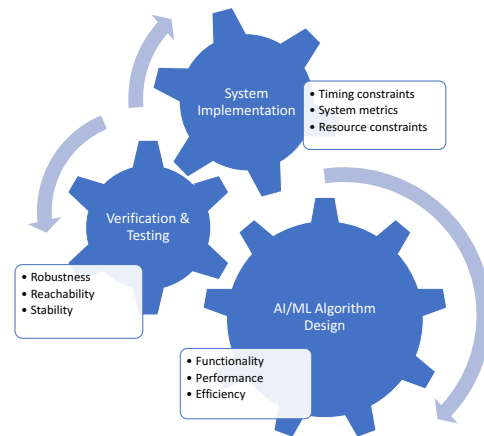 System
Implementation
• Timing constraints
• System metrics
• Resource constraints
Verification &
Testing
• Robustness
• Reachability
• Stability
AI/ML Algorithm
Design
• Functionality
• Performance
• Efficiency